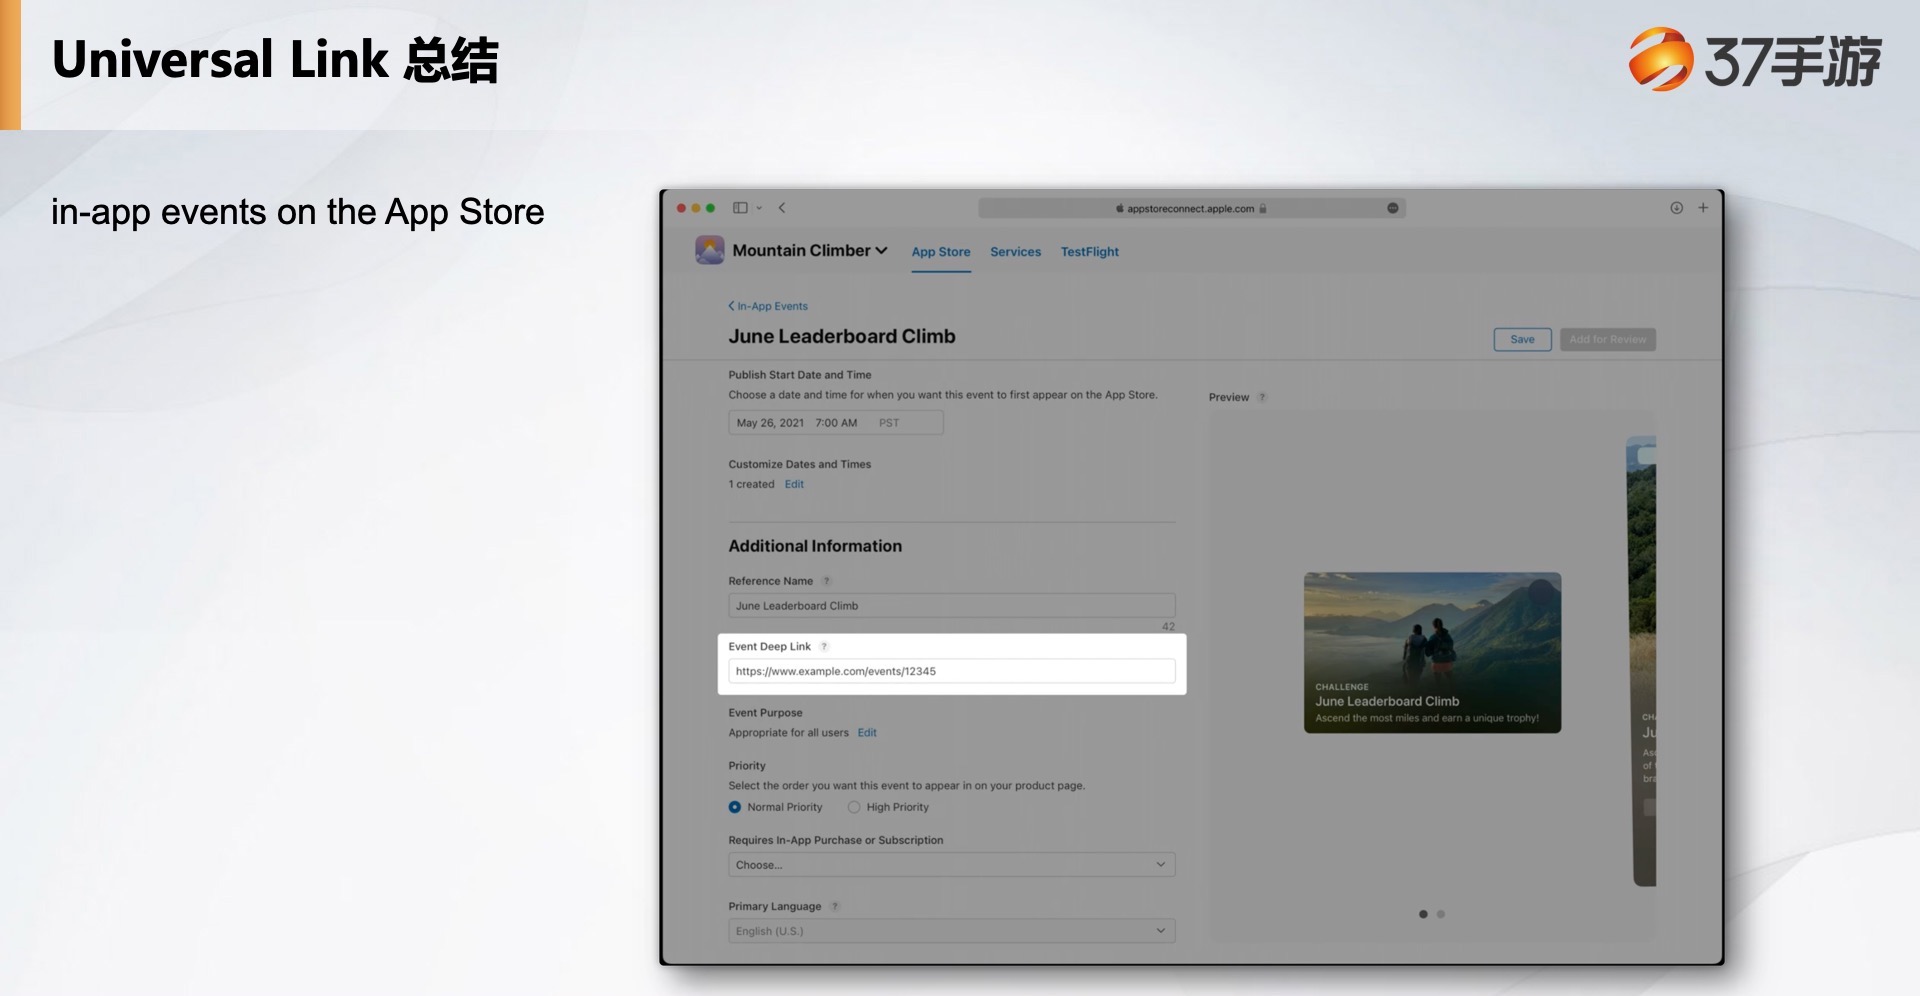 Universal Link 总结
37手游
in-app events on the App Store
appstoreconnect.apple.com
Mountain Climber
App Store
Services
TestFlight
In-App Events
June Leaderboard Climb
Save
Add for Review
Publish Start Date and Time
Choose a date and time for when you want this event to first appear on the App Store.
May 26, 2021 7:00 AM PST
Customize Dates and Times
1 created Edit
Additional Information
Reference Name ?
June Leaderboard Climb
42
Event Deep Link ?
https://www.example.com/events/12345
Event Purpose
Appropriate for all users Edit
Priority
Select the order you want this event to appear in on your product page.
Normal Priority
High Priority
Requires In-App Purchase or Subscription
Choose...
Primary Language ?
English (U.S.)
Preview ?
CHALLENGE
June Leaderboard Climb
Ascend the most miles and earn a unique trophy!